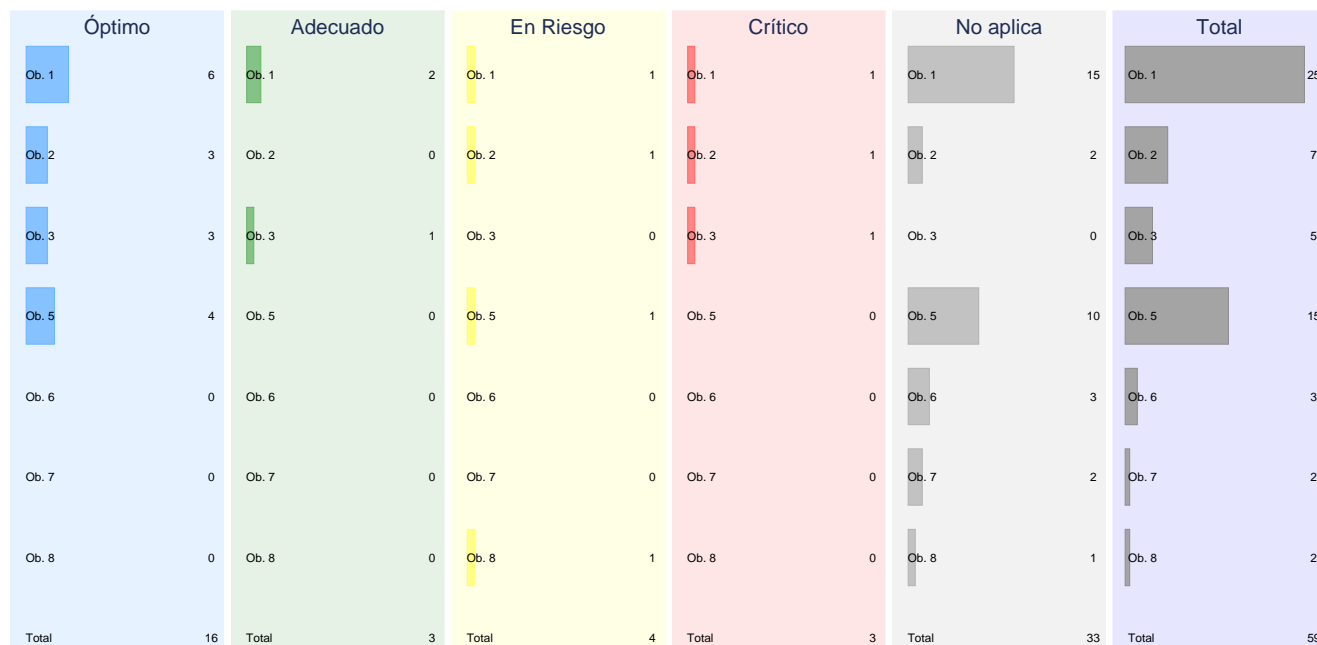 Óptimo Adecuado En Riesgo Crítico No aplica Total
Ob. 1 6 Ob. 1 2 Ob. 1 1 Ob. 1 1 Ob. 1 15 Ob. 1 25
Ob. 2 3 Ob. 2 0 Ob. 2 1 Ob. 2 1 Ob. 2 2 Ob. 2 7
Ob. 3 3 Ob. 3 1 Ob. 3 0 Ob. 3 1 Ob. 3 0 Ob. 3 5
Ob. 5 4 Ob. 5 0 Ob. 5 1 Ob. 5 0 Ob. 5 10 Ob. 5 15
Ob. 6 0 Ob. 6 0 Ob. 6 0 Ob. 6 0 Ob. 6 3 Ob. 6 3
Ob. 7 0 Ob. 7 0 Ob. 7 0 Ob. 7 0 Ob. 7 2 Ob. 7 2
Ob. 8 0 Ob. 8 0 Ob. 8 1 Ob. 8 0 Ob. 8 1 Ob. 8 2
Total 16 Total 3 Total 4 Total 3 Total 33 Total 59